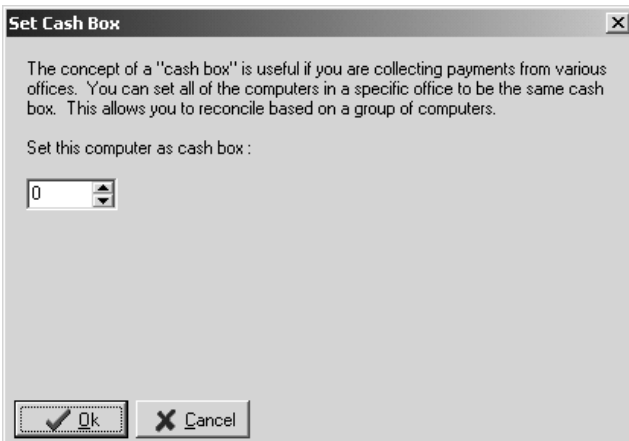 Set Cash Box
The concept of a "cash box" is useful if you are collecting payments from various
offices. You can set all of the computers in a specific office to be the same cash
box. This allows you to reconcile based on a group of computers.
Set this computer as cash box :
0
Ok
Cancel